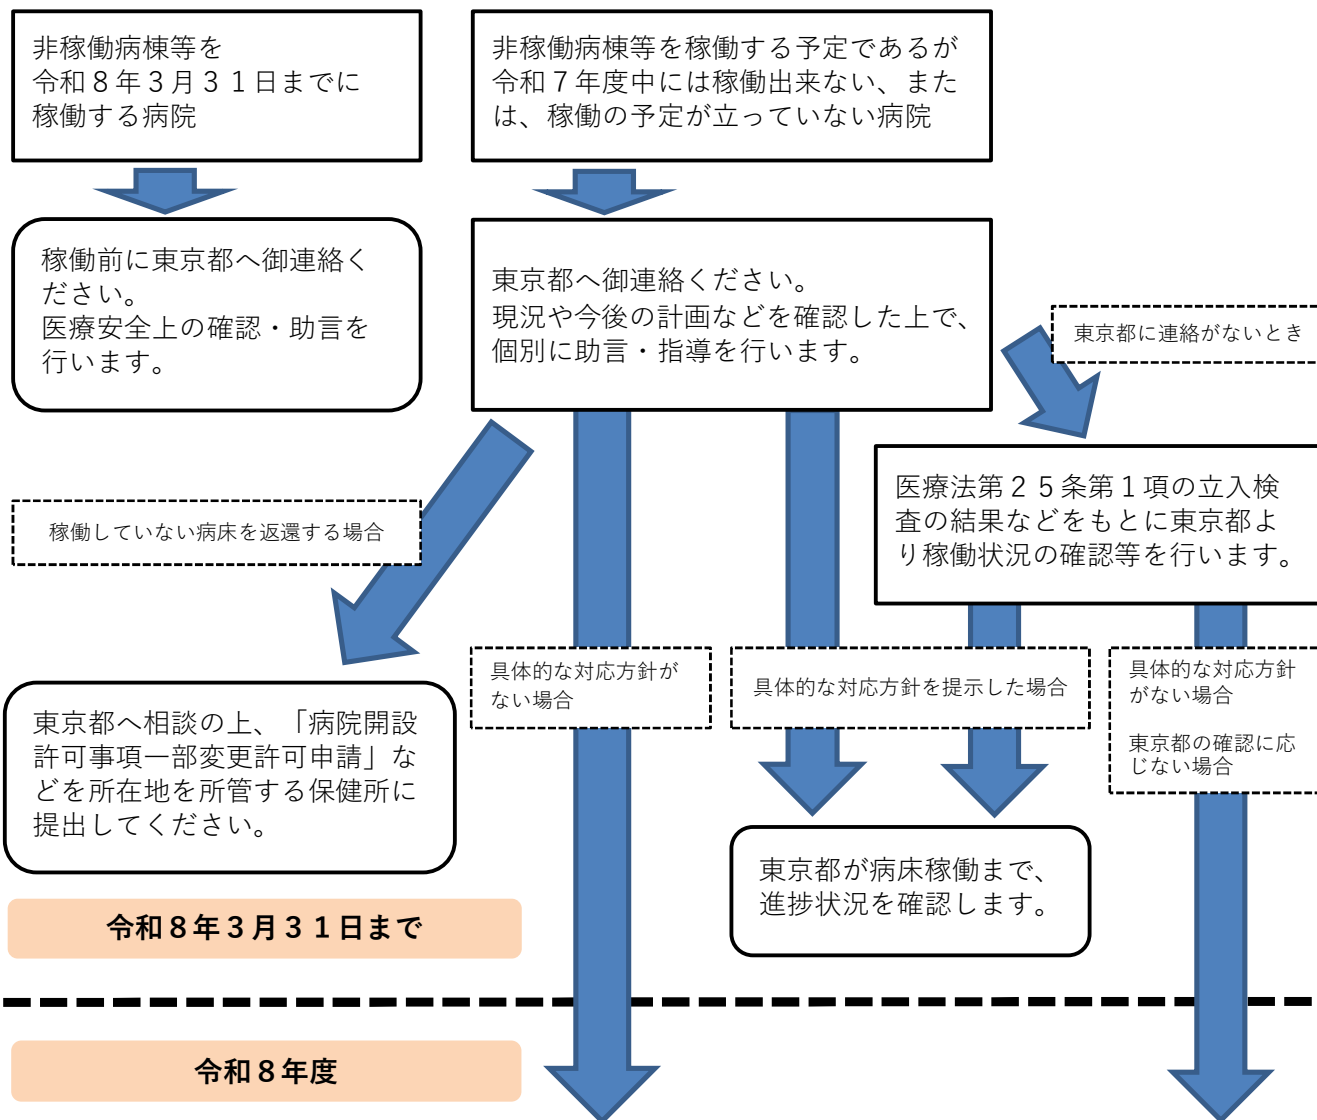 非稼働病棟等を
令和８年３月３１日までに
稼働する病院
非稼働病棟等を稼働する予定であるが
令和７年度中には稼働出来ない、また
は、稼働の予定が立っていない病院
稼働前に東京都へ御連絡く
ださい。
医療安全上の確認・助言を
行います。
東京都へ御連絡ください。
現況や今後の計画などを確認した上で、
個別に助言・指導を行います。
東京都に連絡がないとき
医療法第２５条第１項の立入検
査の結果などをもとに東京都よ
り稼働状況の確認等を行います。
稼働していない病床を返還する場合
具体的な対応方針が
ない場合
具体的な対応方針を提示した場合
具体的な対応方針
がない場合
東京都の確認に応
じない場合
東京都へ相談の上、「病院開設
許可事項一部変更許可申請」な
どを所在地を所管する保健所に
提出してください。
東京都が病床稼働まで、
進捗状況を確認します。
令和８年３月３１日まで
令和８年度